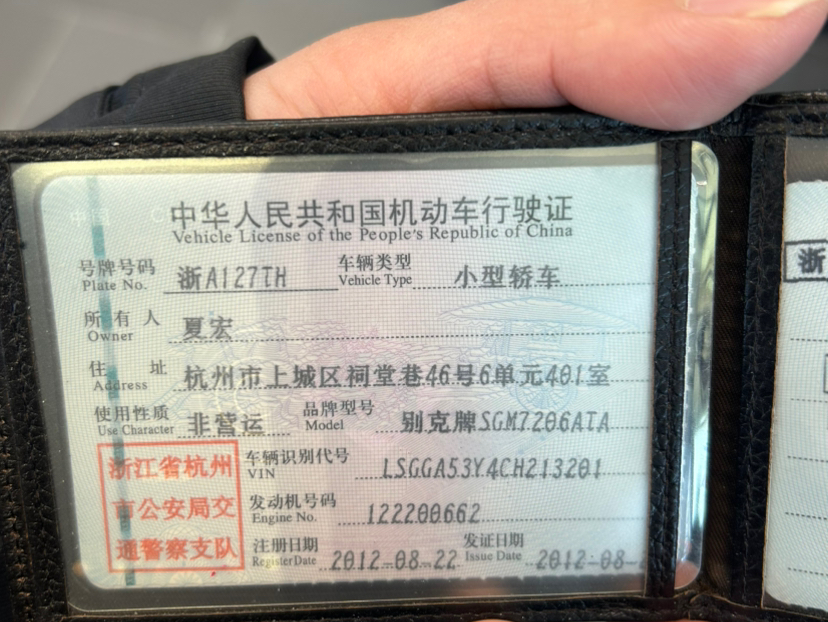 中华人民共和国机动车行驶证
Vehicle License of the People's Republic of China
号牌号码 浙A127TH 车辆类型 小型轿车
Plate No. Vehicle Type
所有人 夏宏
Owner
住址 杭州市上城区祠堂巷46号6单元401室
Address
使用性质 非营运 品牌型号 别克牌SGM7206ATA
Use Character Model
浙江省杭州
市公安局交
通警察支队
车辆识别代号 LSGGA53Y4CH213201
VIN
发动机号码 122200662
Engine No.
注册日期 2012-08-22 发证日期 2012-08-
Register Date Issue Date
浙